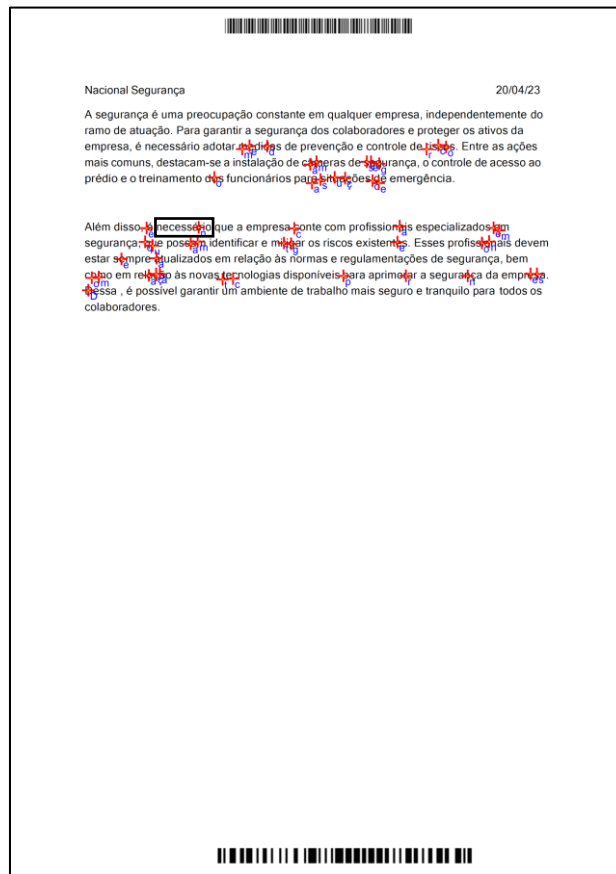 Nacional Segurança 20/04/23
A segurança é uma preocupação constante em qualquer empresa, independentemente do
ramo de atuação. Para garantir a segurança dos colaboradores e proteger os ativos da
empresa, é necessário adotar medidas de prevenção e controle de riscos. Entre as ações
mais comuns, destacam-se a instalação de câmeras de segurança, o controle de acesso ao
prédio e o treinamento dos funcionários para situações de emergência.
Além disso, é necessário que a empresa conte com profissionais especializados em
segurança, que possam identificar e mitigar os riscos existentes. Esses profissionais devem
estar sempre atualizados em relação às normas e regulamentações de segurança, bem
como em relação às novas tecnologias disponíveis para aprimorar a segurança da empresa.
Dessa , é possível garantir um ambiente de trabalho mais seguro e tranquilo para todos os
colaboradores.